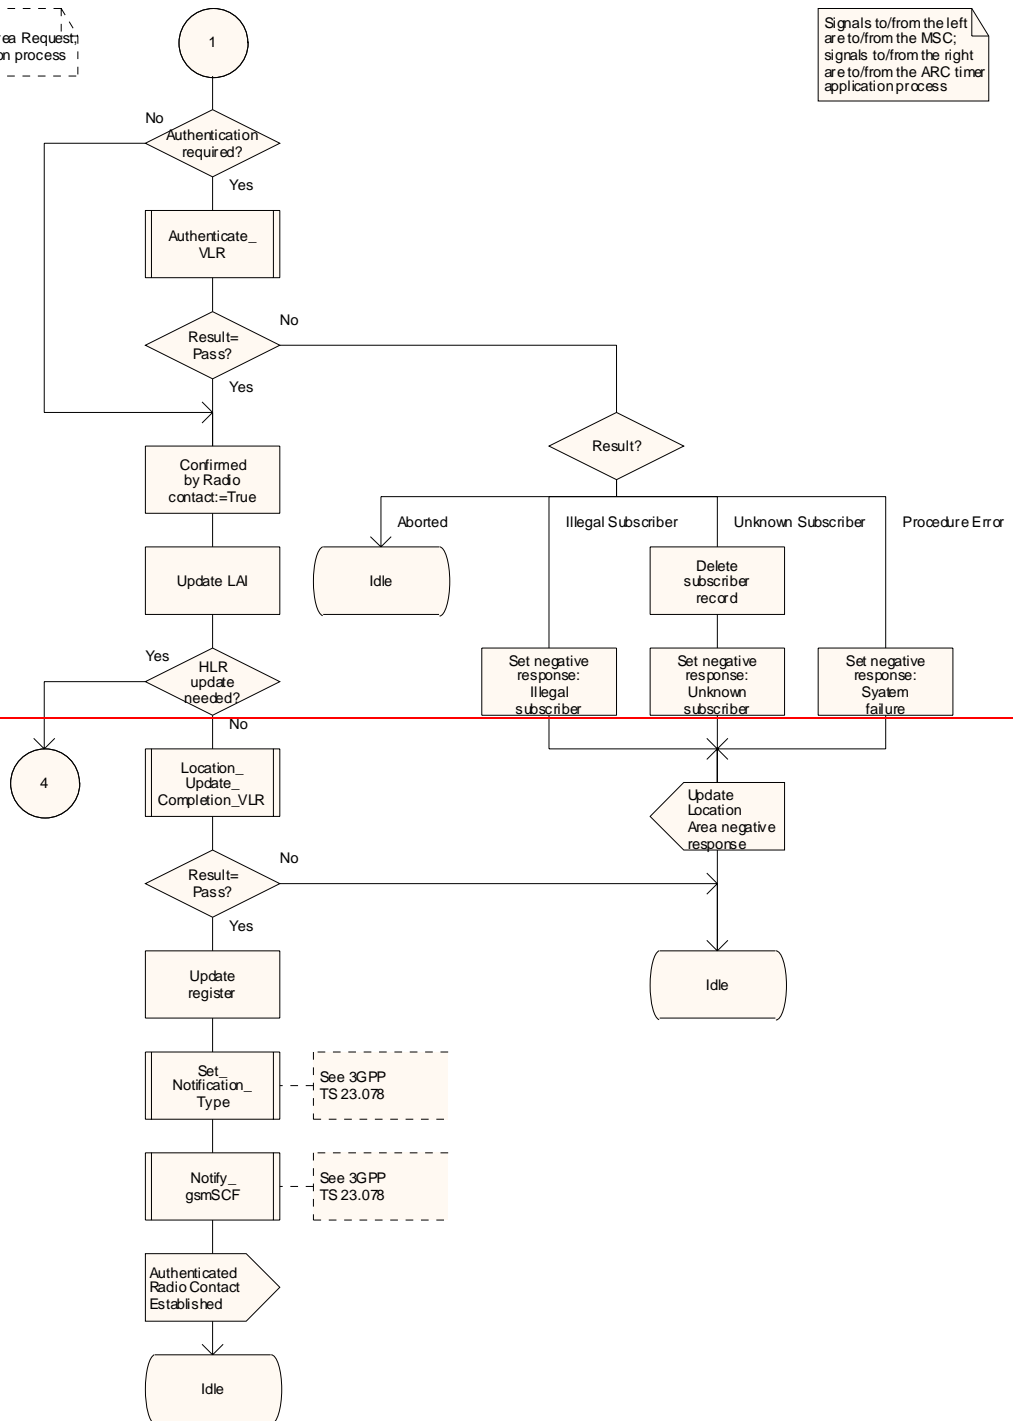 ea Request;
on process
1
Signals to/from the left
are to/from the MSC;
signals to/from the right
are to/from the ARC timer
application process
No
Authentication
required?
Yes
Authenticate_
VLR
No
Result=
Pass?
Yes
Result?
Confirmed
by Radio
contact:=True
Aborted
Illegal Subscriber
Unknown Subscriber
Procedure Error
Update LAI
Idle
Delete
subscriber
record
Yes
HLR
update
needed?
No
Set negative
response:
Illegal
subscriber
Set negative
response:
Unknown
subscriber
Set negative
response:
Syatem
failure
4
Location_
Update_
Completion_VLR
Update
Location
Area negative
response
No
Result=
Pass?
Yes
Update
register
Idle
Set_
Notification_
Type
See 3GPP
TS 23.078
Notify_
gsmSCF
See 3GPP
TS 23.078
Authenticated
Radio Contact
Established
Idle